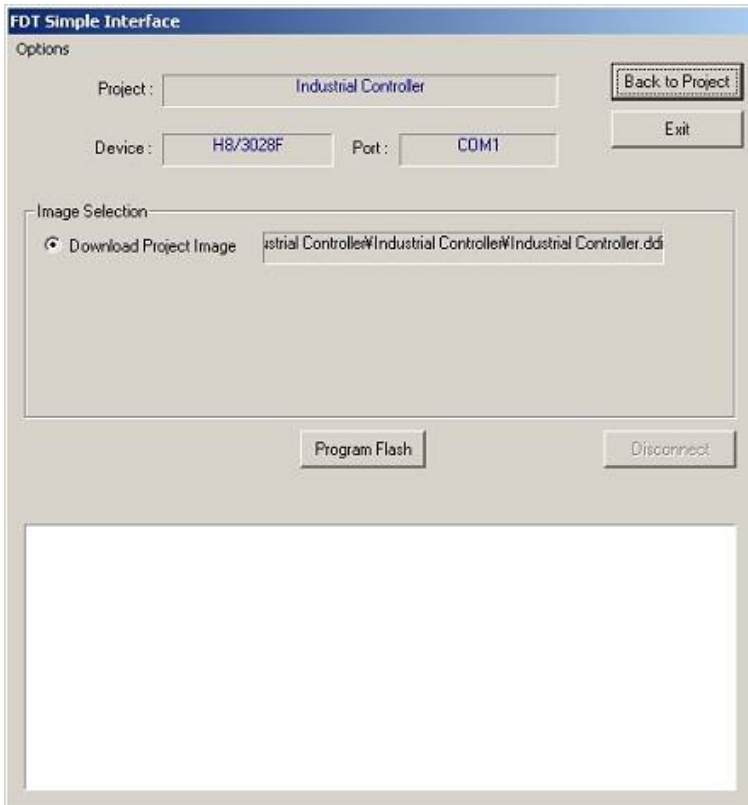 FDT Simple Interface
Options
Project : Industrial Controller Back to Project
Exit
Device : H8/3028F Port : COM1
Image Selection
Download Project Image strial Controller¥Industrial Controller¥Industrial Controller.ddi
Program Flash Disconnect